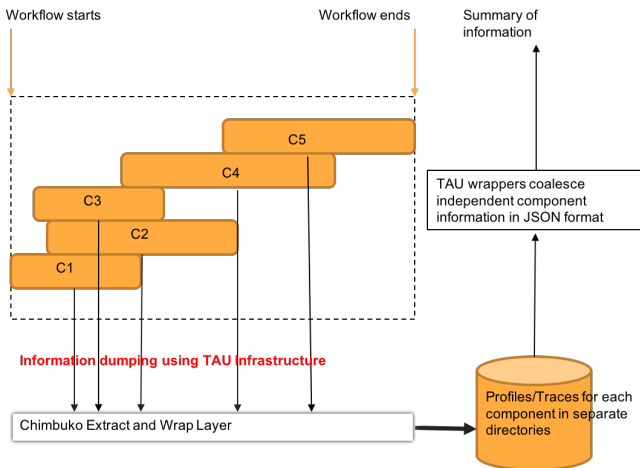 Workflow starts
Workflow ends
Summary of
information
C5
C4
C3
C2
C1
TAU wrappers coalesce
independent component
information in JSON format
Information dumping using TAU Infrastructure
Profiles/Traces for each
component in separate
directories
Chimbuko Extract and Wrap Layer